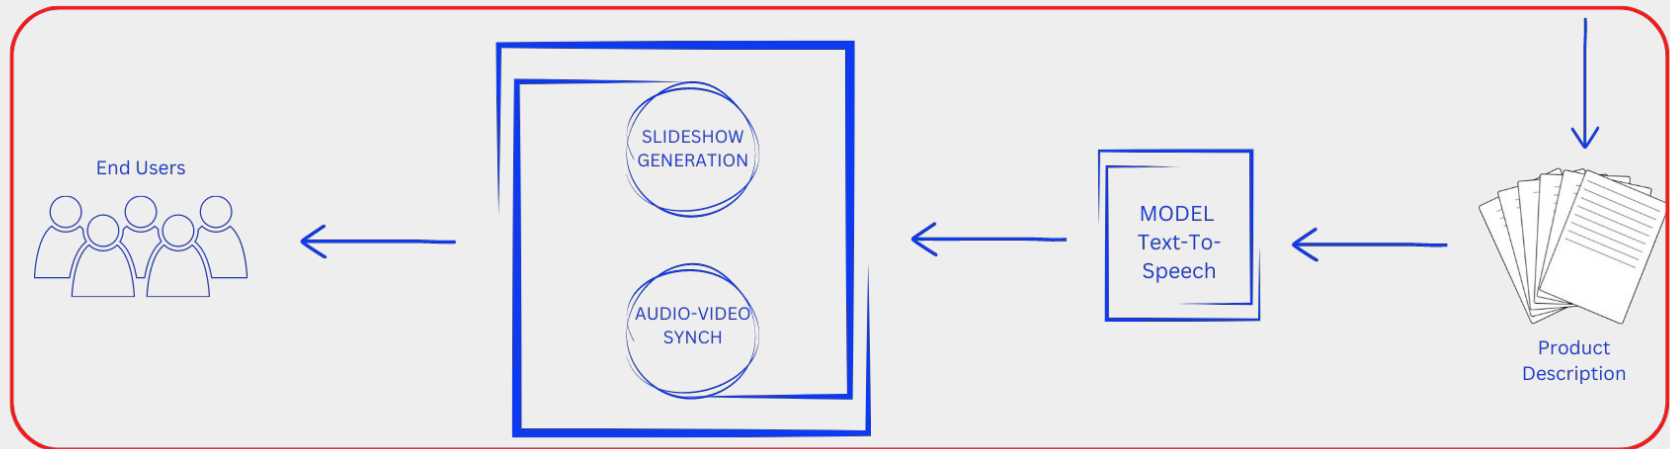 End Users
SLIDESHOW
GENERATION
AUDIO-VIDEO
SYNCH
MODEL
Text-To-
Speech
Product
Description